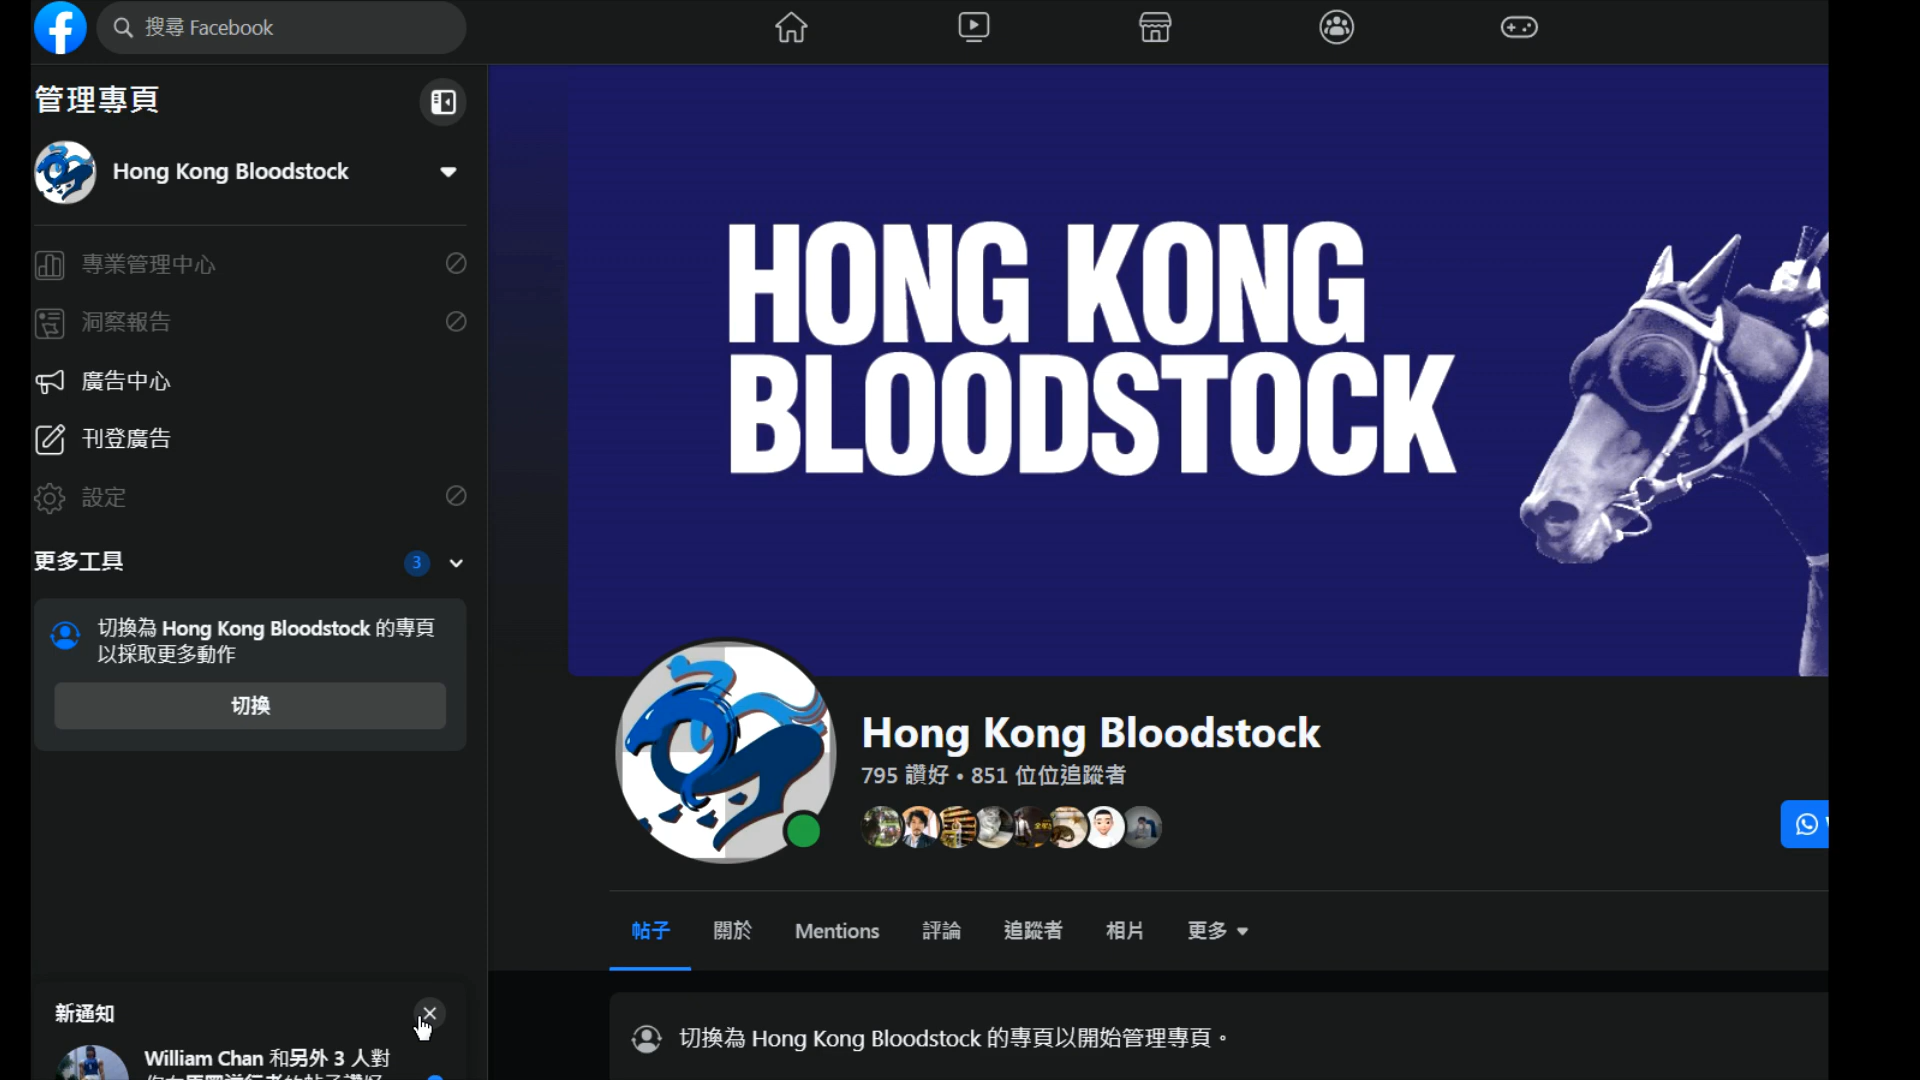 搜尋 Facebook
管理專頁
Hong Kong Bloodstock
專業管理中心
洞察報告
廣告中心
刊登廣告
設定
更多工具
3
切換為 Hong Kong Bloodstock 的專頁
以採取更多動作
切換
新通知
William Chan 和另外 3 人對
HONG KONG
BLOODSTOCK
Hong Kong Bloodstock
795 讚好 • 851 位位追蹤者
帖子 關於 Mentions 評論 追蹤者 相片 更多
切換為 Hong Kong Bloodstock 的專頁以開始管理專頁。